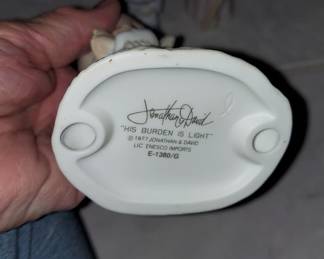 Jonathan & David
"HIS BURDEN IS LIGHT"
© 1977 JONATHAN & DAVID
LIC. ENESCO IMPORTS
E-1380/G